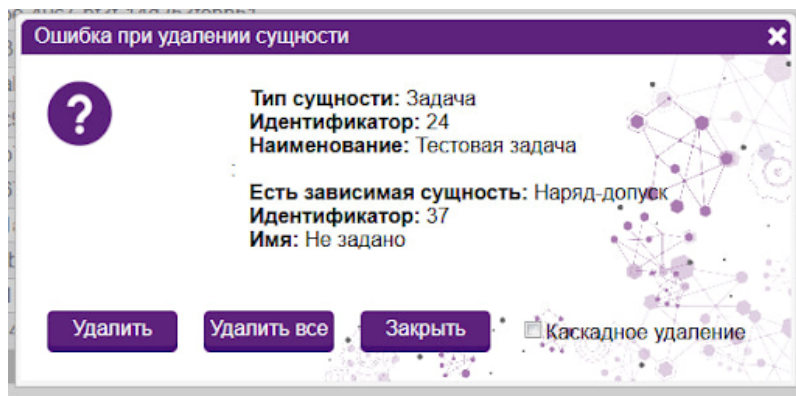 Ошибка при удалении сущности
?
Тип сущности: Задача
Идентификатор: 24
Наименование: Тестовая задача
Есть зависимая сущность: Наряд-допуск
Идентификатор: 37
Имя: Не задано
Удалить
Удалить все
Закрыть
Каскадное удаление